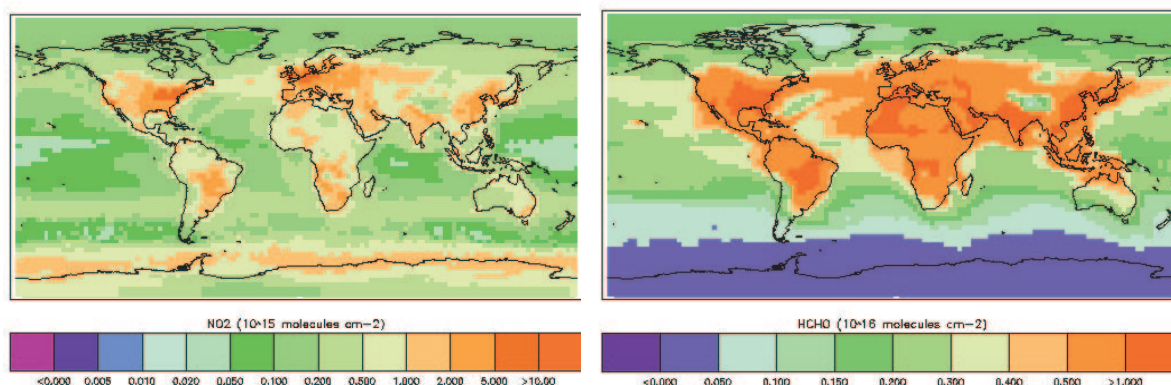 NO2 (10^15 molecules cm-2)
<0.000 0.005 0.010 0.020 0.050 0.100 0.200 0.500 1.000 2.000 5.000 >10.00
HCHO (10^16 molecules cm-2)
<0.000 0.050 0.100 0.150 0.200 0.300 0.400 0.500 >1.000